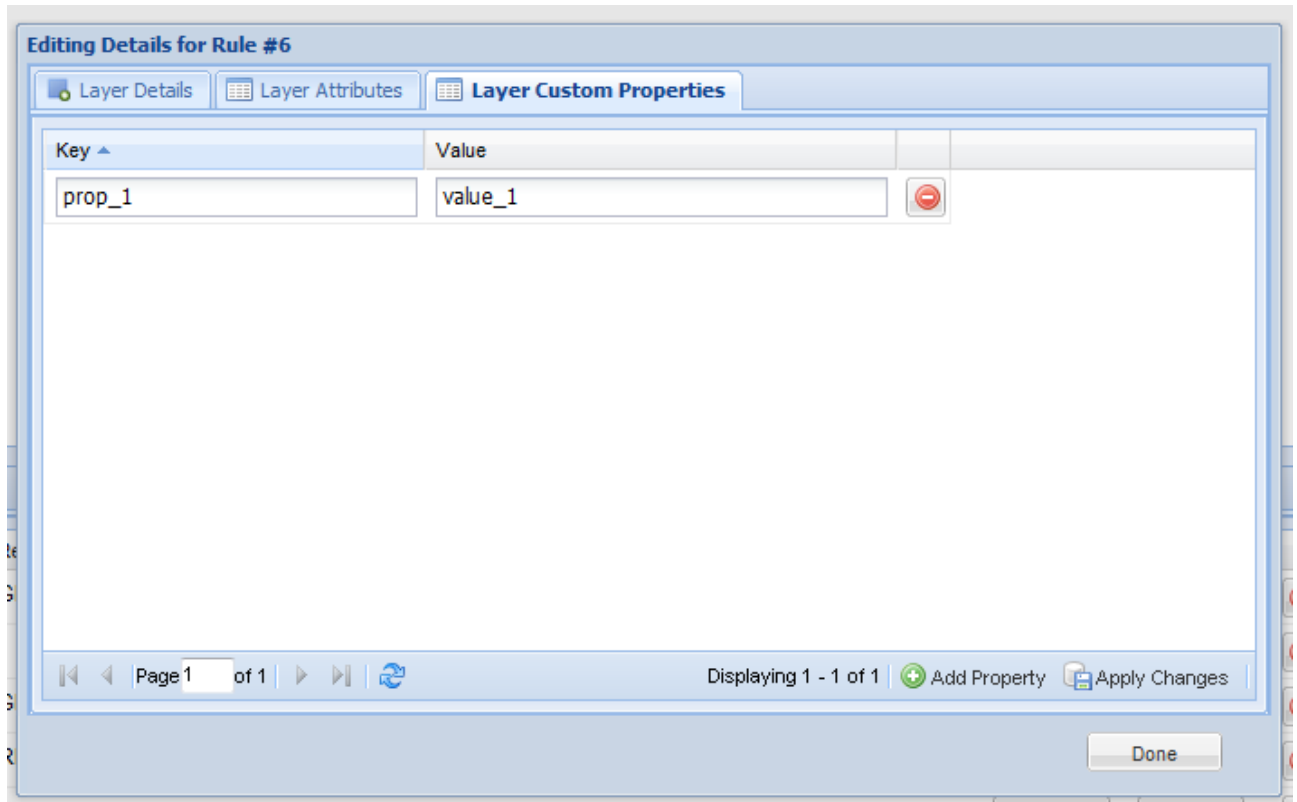 Editing Details for Rule #6
Layer Details Layer Attributes Layer Custom Properties
Key Value
prop_1 value_1
Page 1 of 1 Displaying 1 - 1 of 1 Add Property Apply Changes
Done